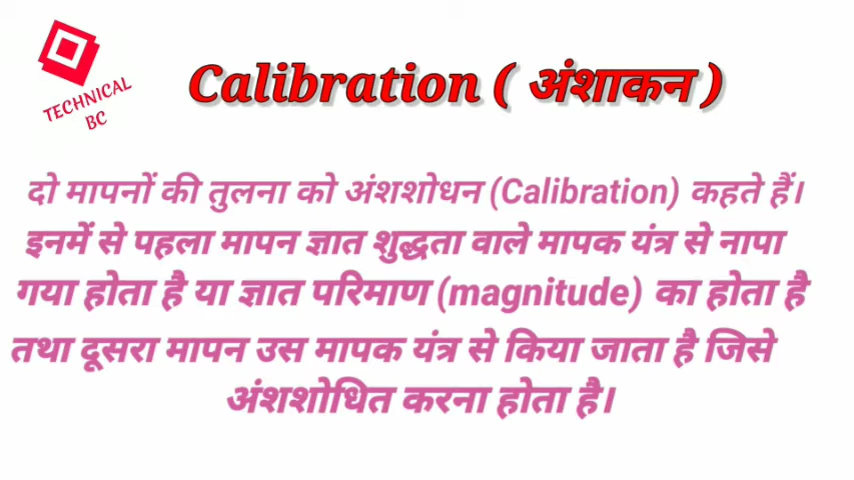 TECHNICAL
BC
Calibration ( अंशाकन )
दो मापनों की तुलना को अंशशोधन (Calibration) कहते हैं।
इनमें से पहला मापन ज्ञात शुद्धता वाले मापक यंत्र से नापा
गया होता है या ज्ञात परिमाण (magnitude) का होता है
तथा दूसरा मापन उस मापक यंत्र से किया जाता है जिसे
अंशशोधित करना होता है।